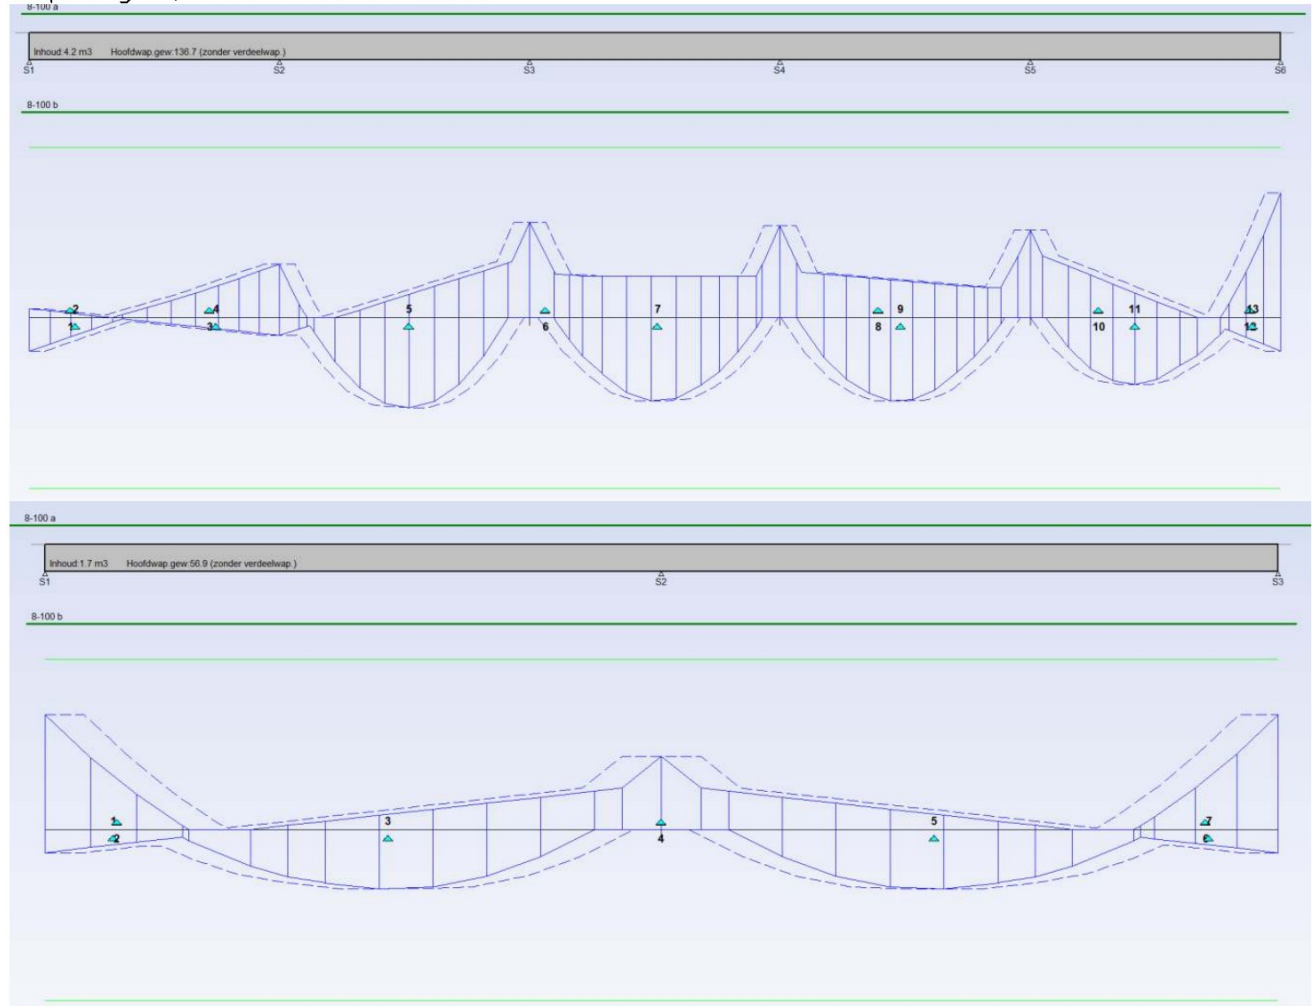 8-100 a
Inhoud:4.2 m3 Hoofdwap.gew:136.7 (zonder verdeelwap.)
S1 S2 S3 S4 S5 S6
8-100 b
2 4 5 7 9 11 13
1 3 6 8 10
8-100 a
Inhoud:1.7 m3 Hoofdwap.gew:56.9 (zonder verdeelwap.)
S1 S2 S3
8-100 b
1 3 5 7
2 4 6